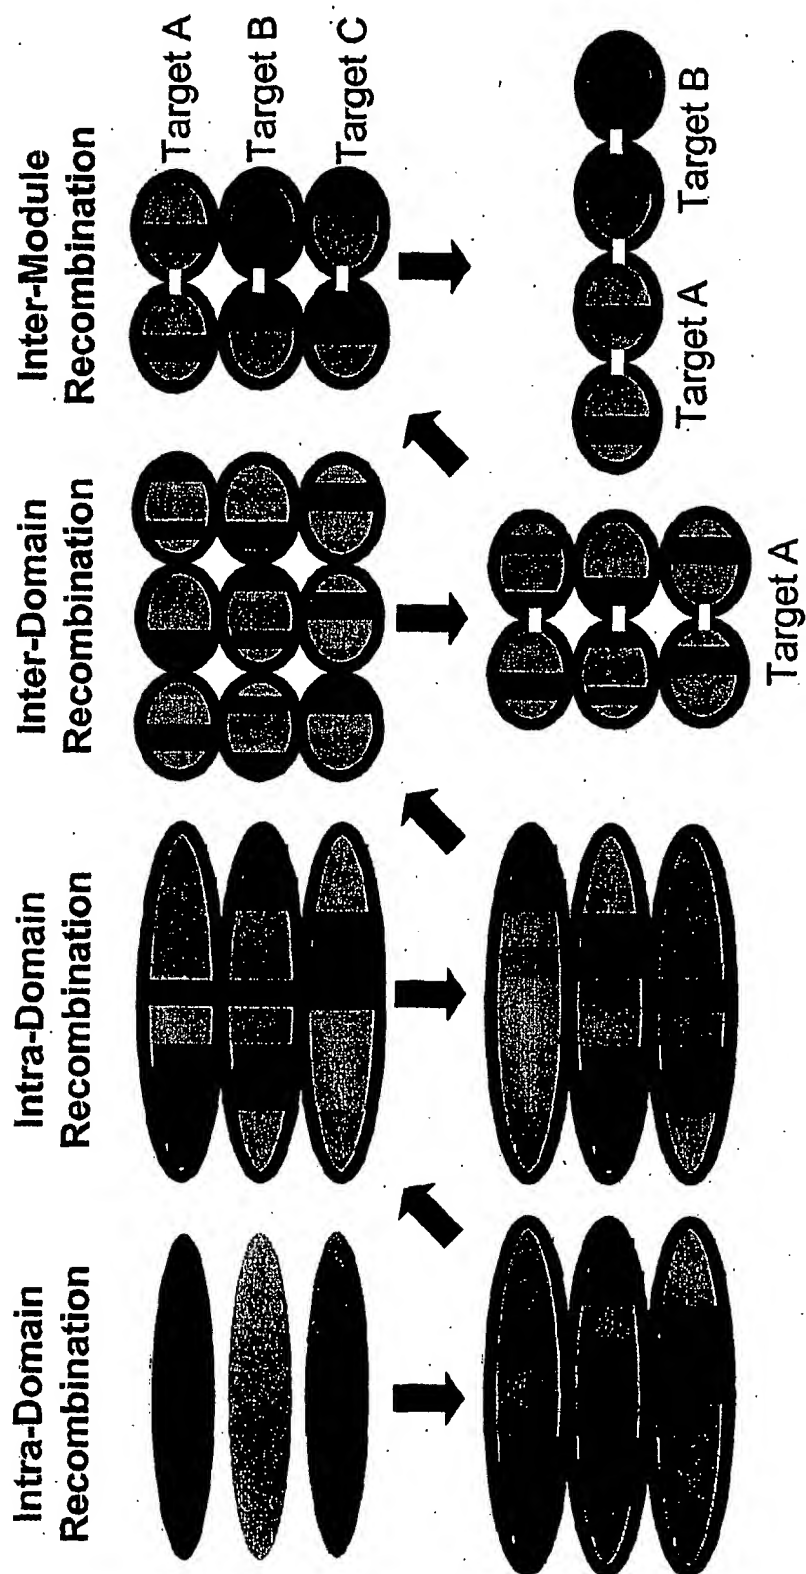 Intra-Domain
Recombination
Intra-Domain
Recombination
Inter-Domain
Recombination
Inter-Module
Recombination
Target A
Target B
Target C
Target A
Target A
Target B